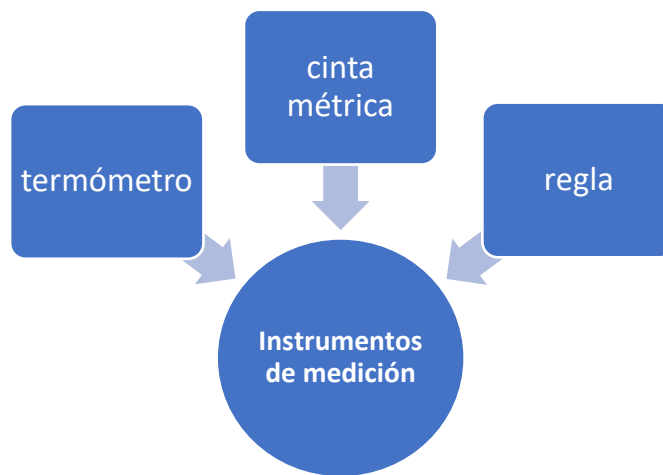 cinta
métrica
termómetro
regla
Instrumentos
de medición